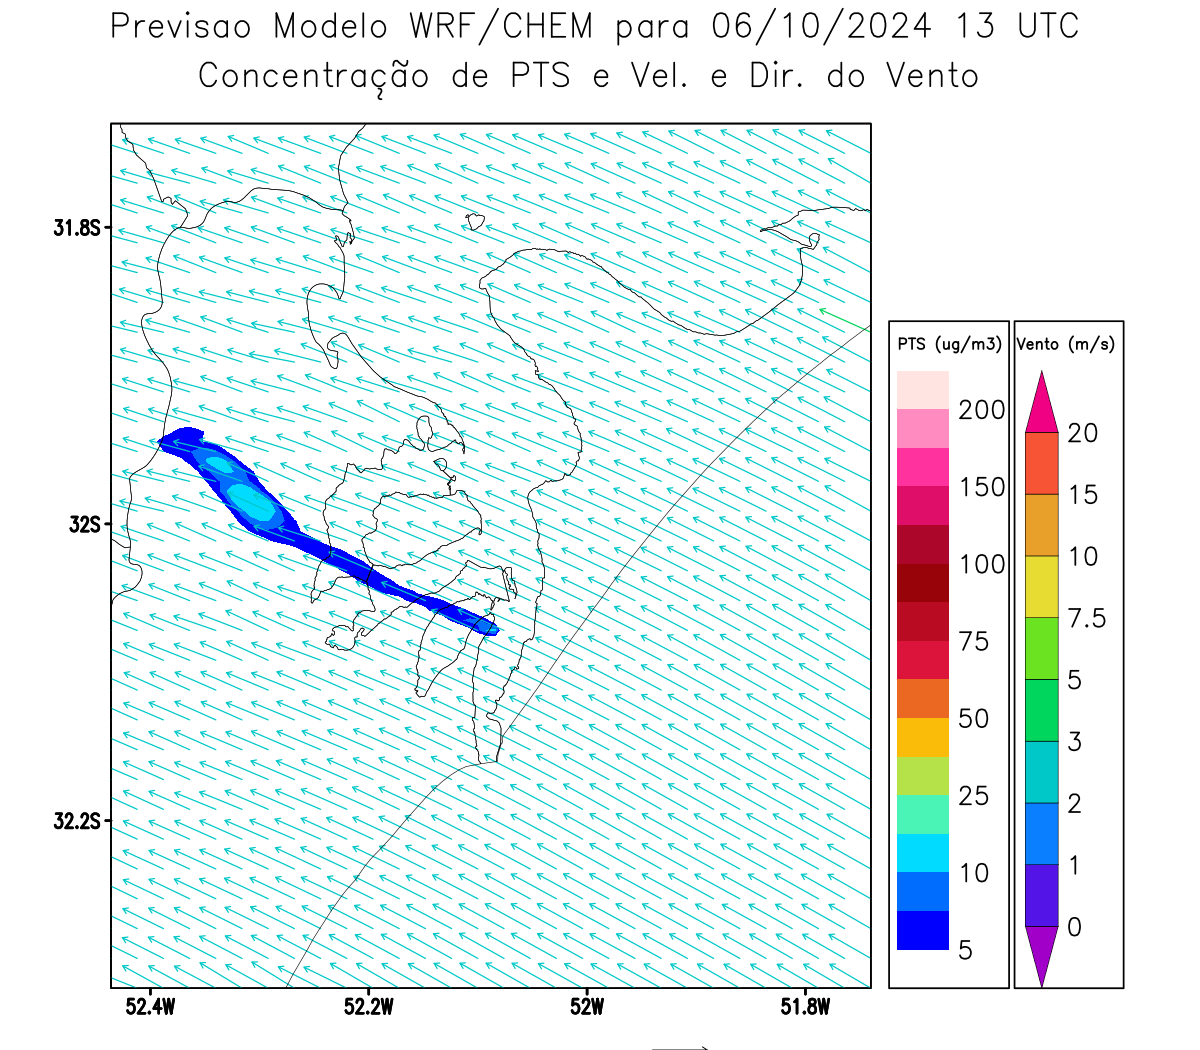 Previsao Modelo WRF/CHEM para 06/10/2024 13 UTC
Concentração de PTS e Vel. e Dir. do Vento
31.8S
32S
32.2S
52.4W
52.2W
52W
51.8W
PTS (ug/m3)
200
150
100
75
50
25
10
5
Vento (m/s)
20
15
10
7.5
5
3
2
1
0